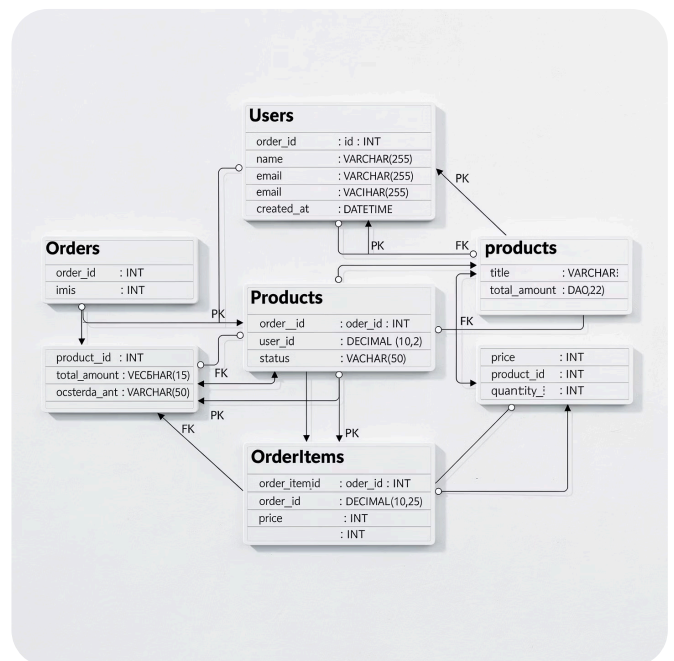 Users
order_id : id : INT
name : VARCHAR(255)
email : VARCHAR(255)
email : VACIHAR(255)
created_at : DATETIME
PK
PK
FK
Orders
order_id : INT
imis : INT
PK
products
title : VARCHAR:
total_amount : DAO,22)
FK
Products
order__id : oder_id : INT
user_id : DECIMAL (10,2)
status : VACHAR(50)
product_id : INT
total_amount : VECБHAR(15)
ocsterda_ant : VARCHAR(50)
FK
PK
FK
price : INT
product_id : INT
quantity_: : INT
PK
OrderItems
order_itemid : oder_id : INT
order_id : DECIMAL(10,25)
price : INT
: INT